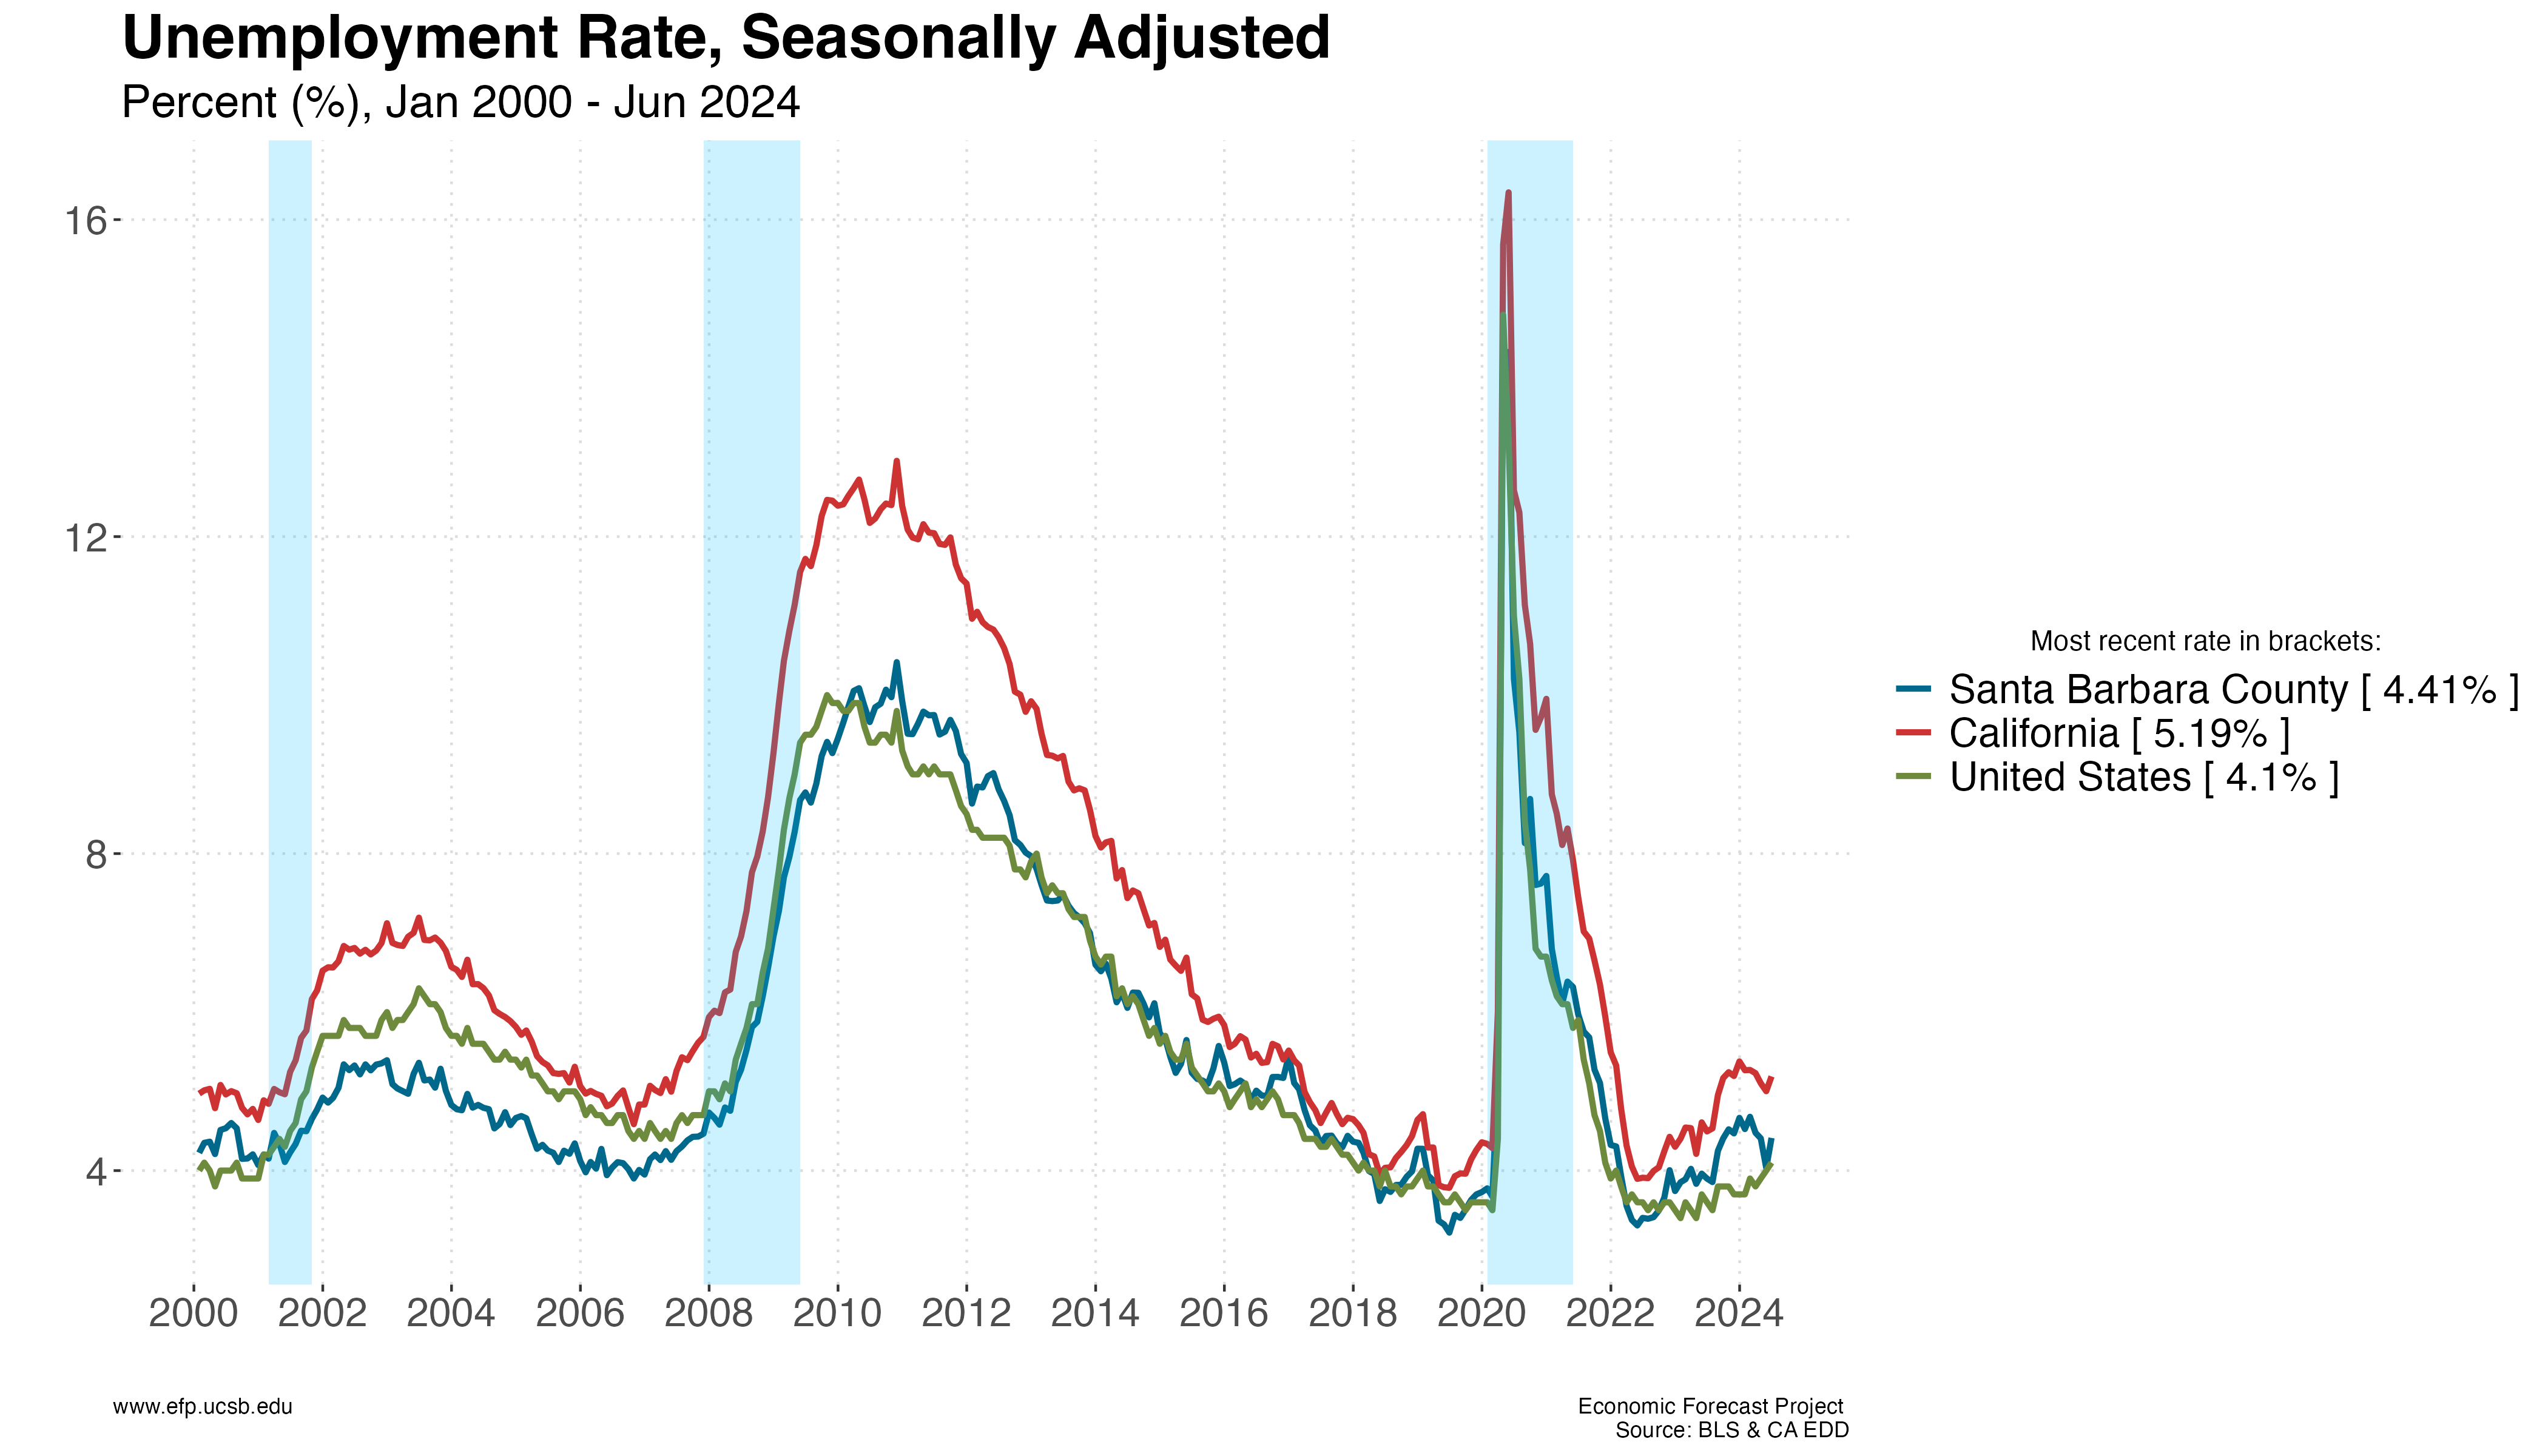 Unemployment Rate, Seasonally Adjusted
Percent (%), Jan 2000 - Jun 2024
16
12
8
4
2000 2002 2004 2006 2008 2010 2012 2014 2016 2018 2020 2022 2024
Most recent rate in brackets:
Santa Barbara County [ 4.41% ]
California [ 5.19% ]
United States [ 4.1% ]
www.efp.ucsb.edu
Economic Forecast Project
Source: BLS & CA EDD